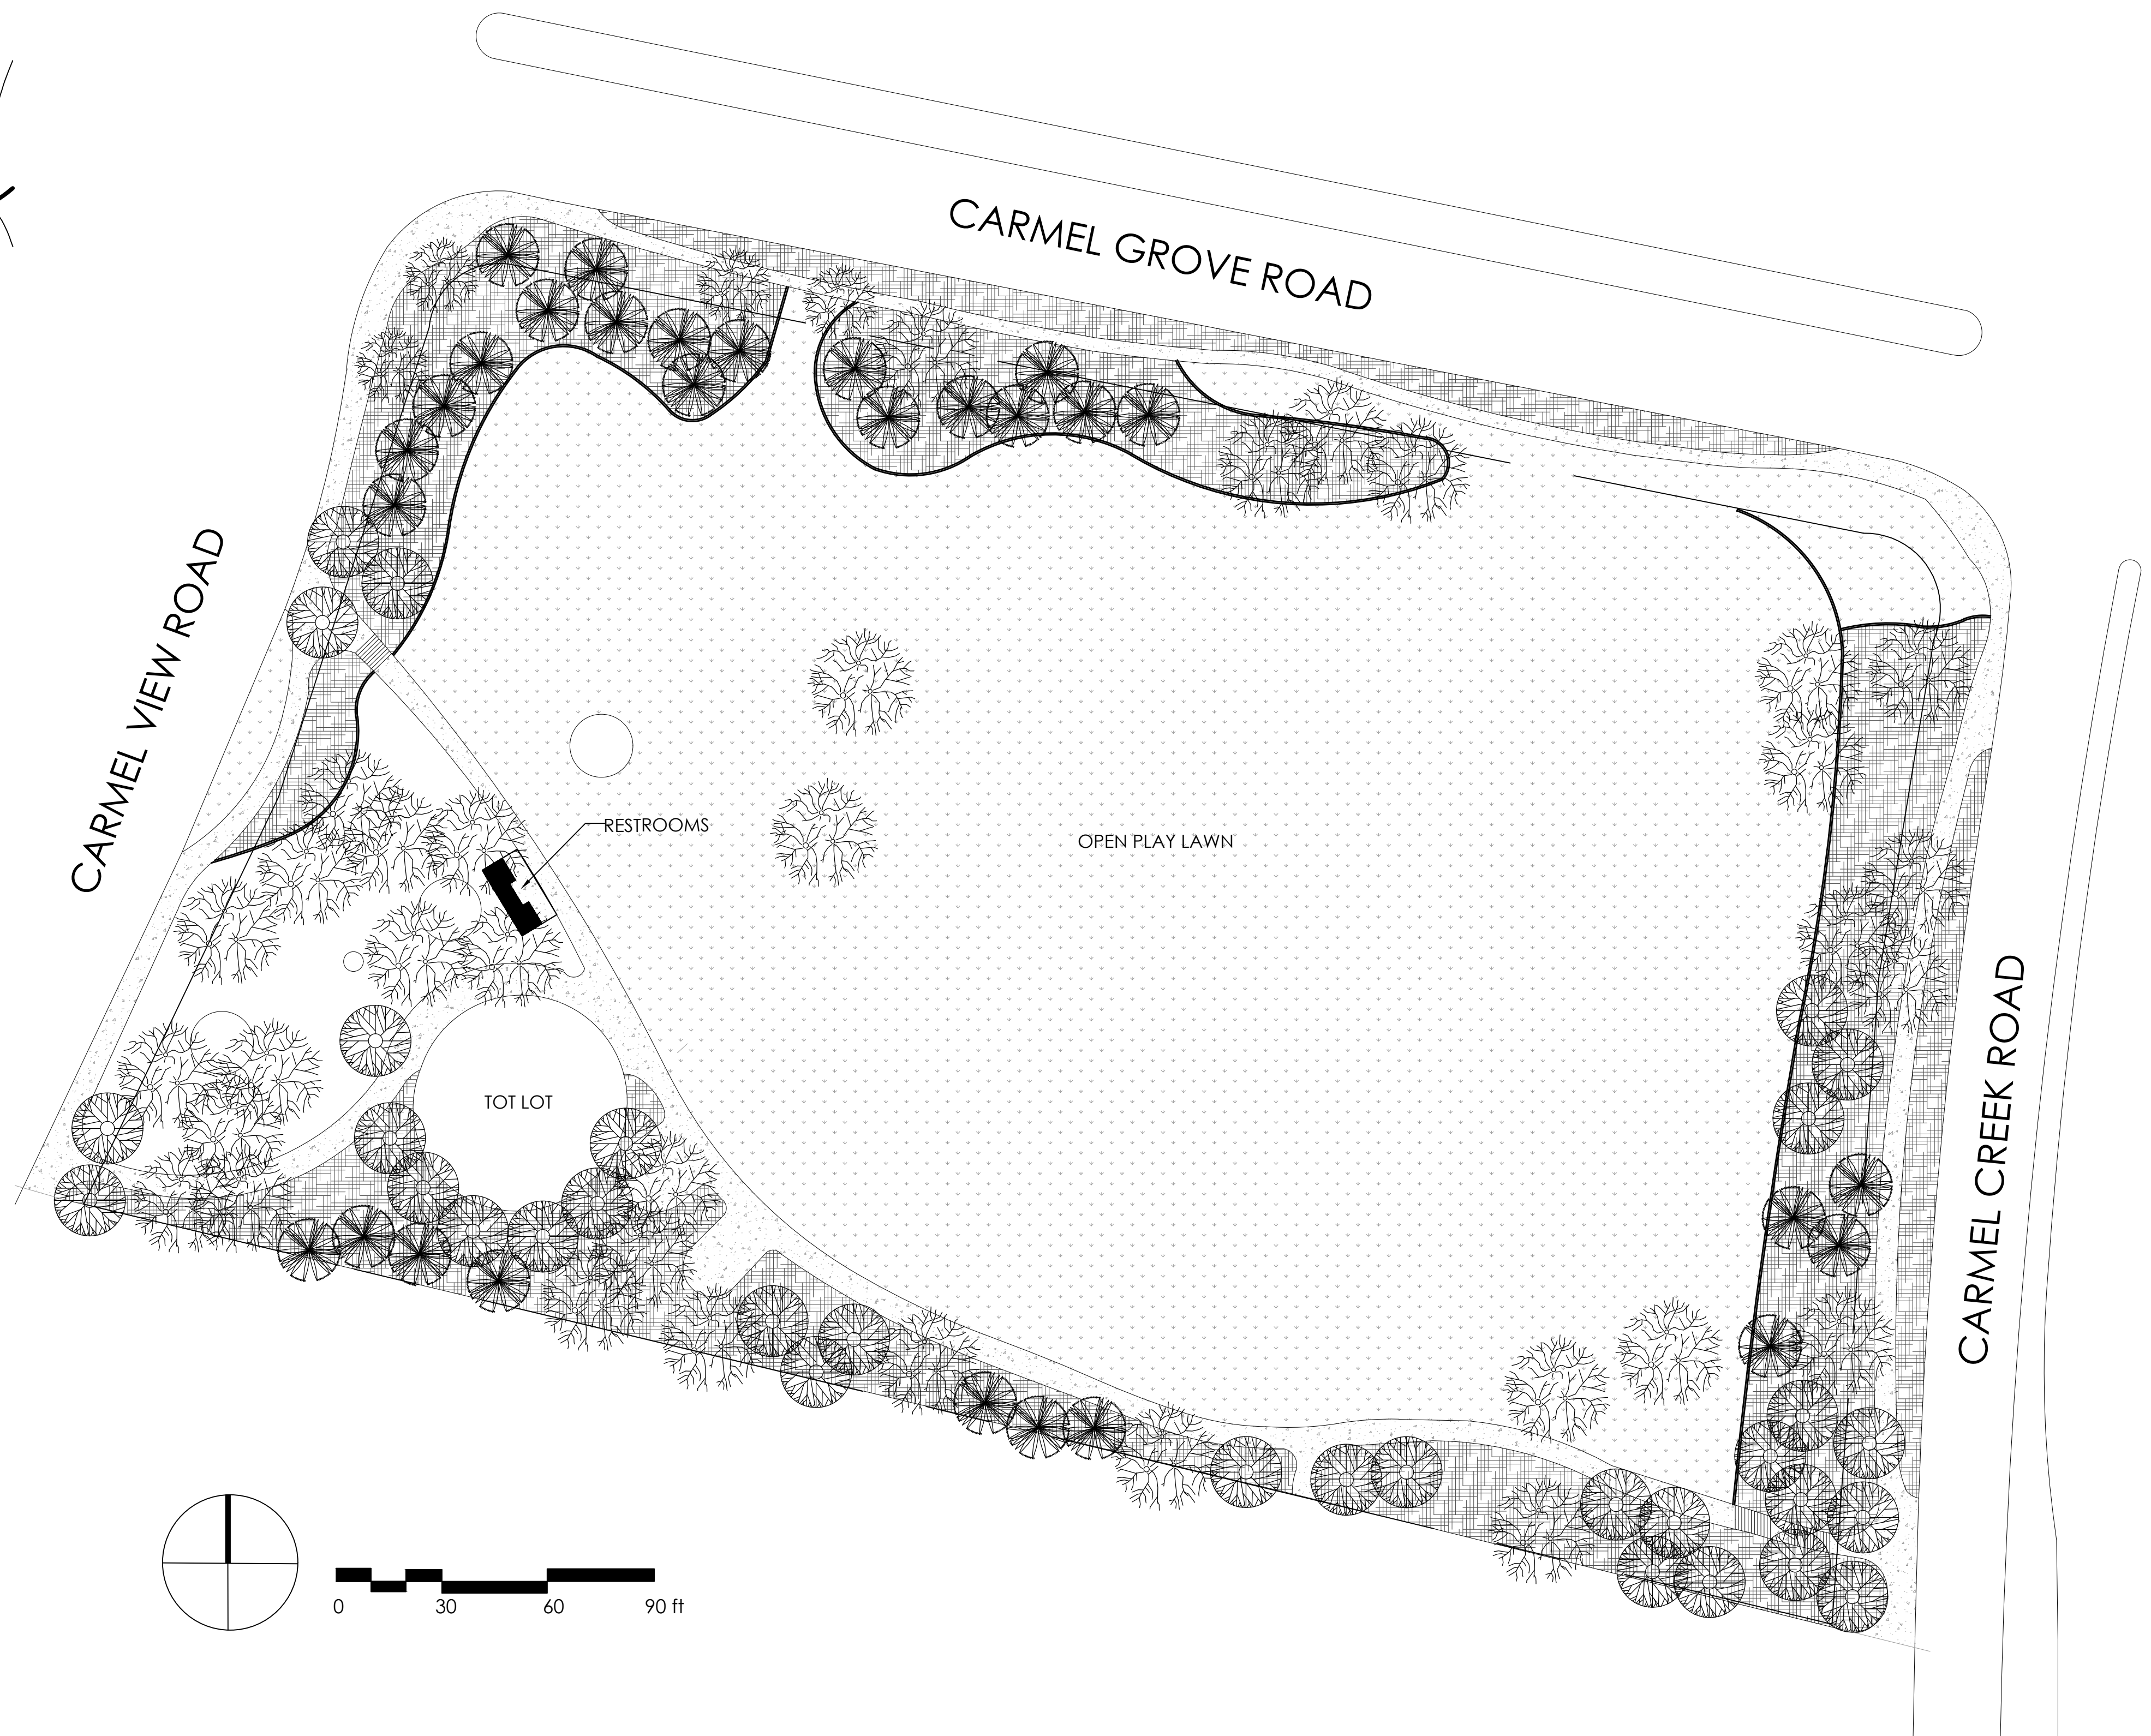 CARMEL GROVE ROAD
CARMEL VIEW ROAD
RESTROOMS
OPEN PLAY LAWN
TOT LOT
CARMEL CREEK ROAD
0 30 60 90 ft